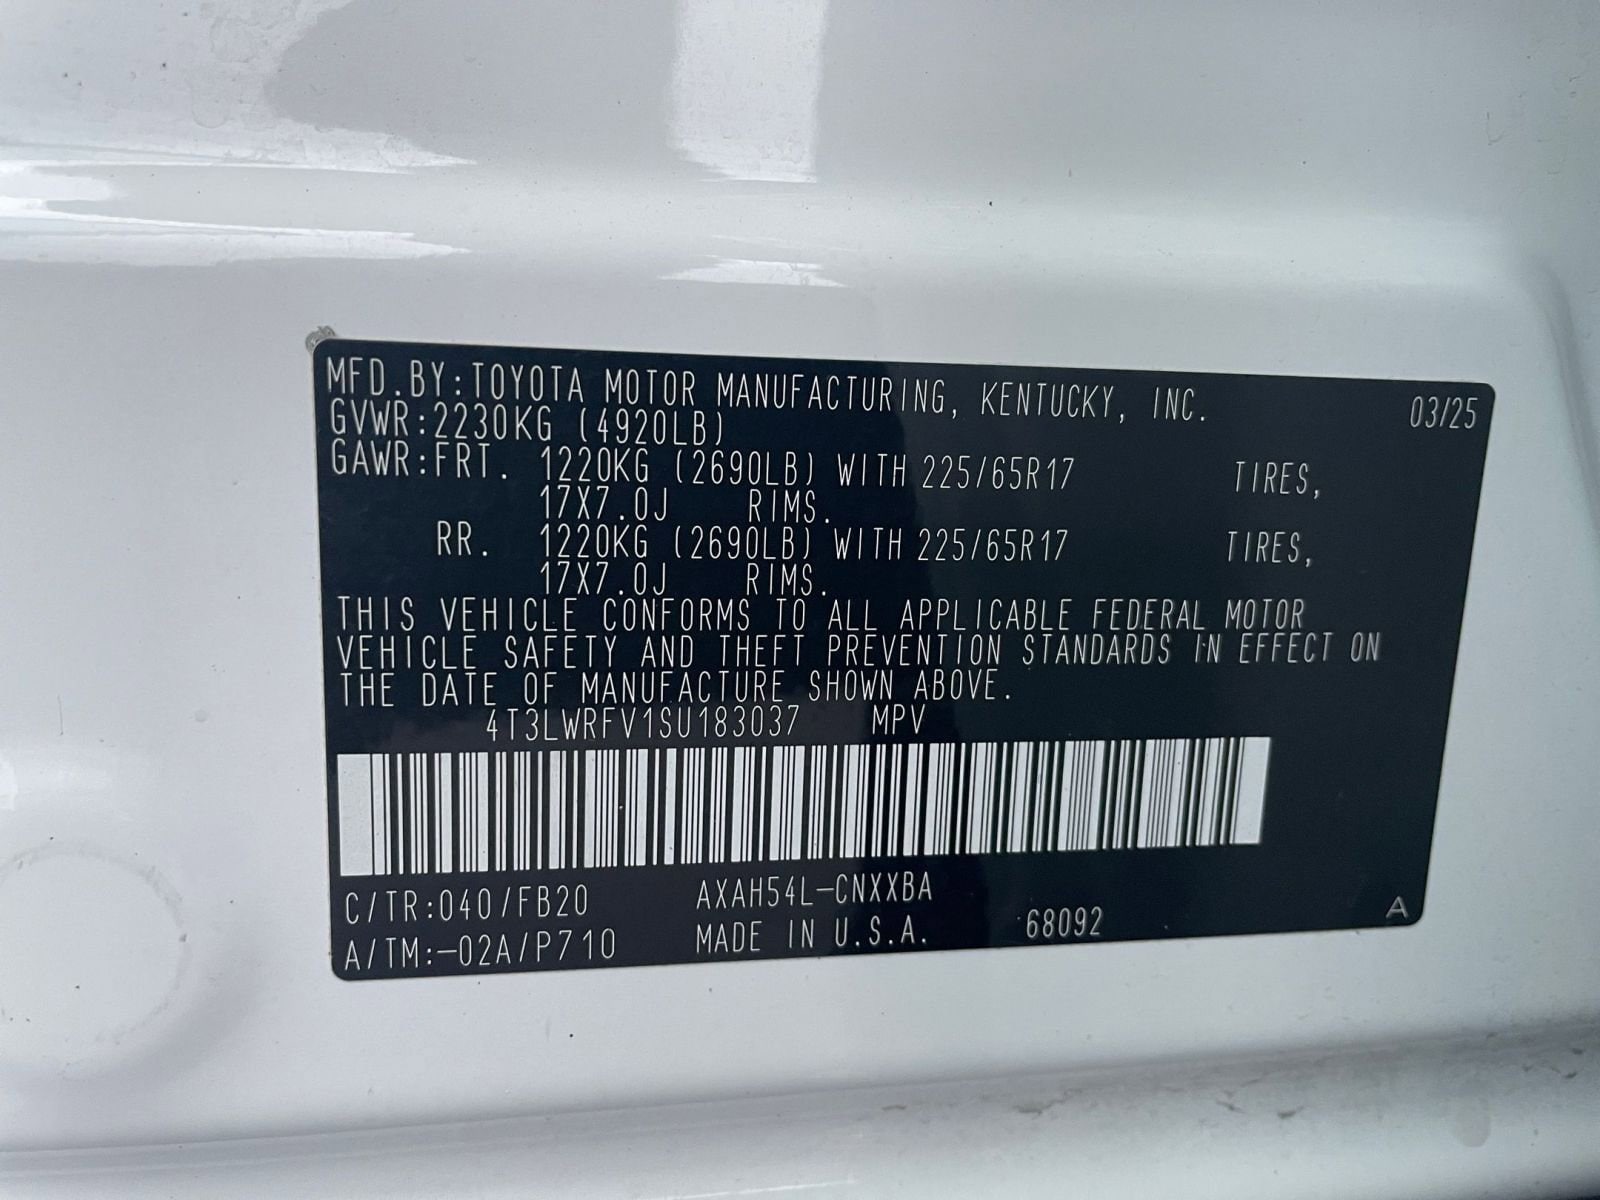 MFD.BY:TOYOTA MOTOR MANUFACTURING, KENTUCKY, INC. 03/25
GVWR:2230KG (4920LB)
GAWR:FRT. 1220KG (2690LB) WITH 225/65R17 TIRES,
17X7.0J RIMS.
RR. 1220KG (2690LB) WITH 225/65R17 TIRES,
17X7.0J RIMS.
THIS VEHICLE CONFORMS TO ALL APPLICABLE FEDERAL MOTOR
VEHICLE SAFETY AND THEFT PREVENTION STANDARDS IN EFFECT ON
THE DATE OF MANUFACTURE SHOWN ABOVE.
4T3LWRFV1SU183037 MPV
C/TR:040/FB20 AXAH54L-CNXXBA
A/TM:-02A/P710 MADE IN U.S.A. 68092 A